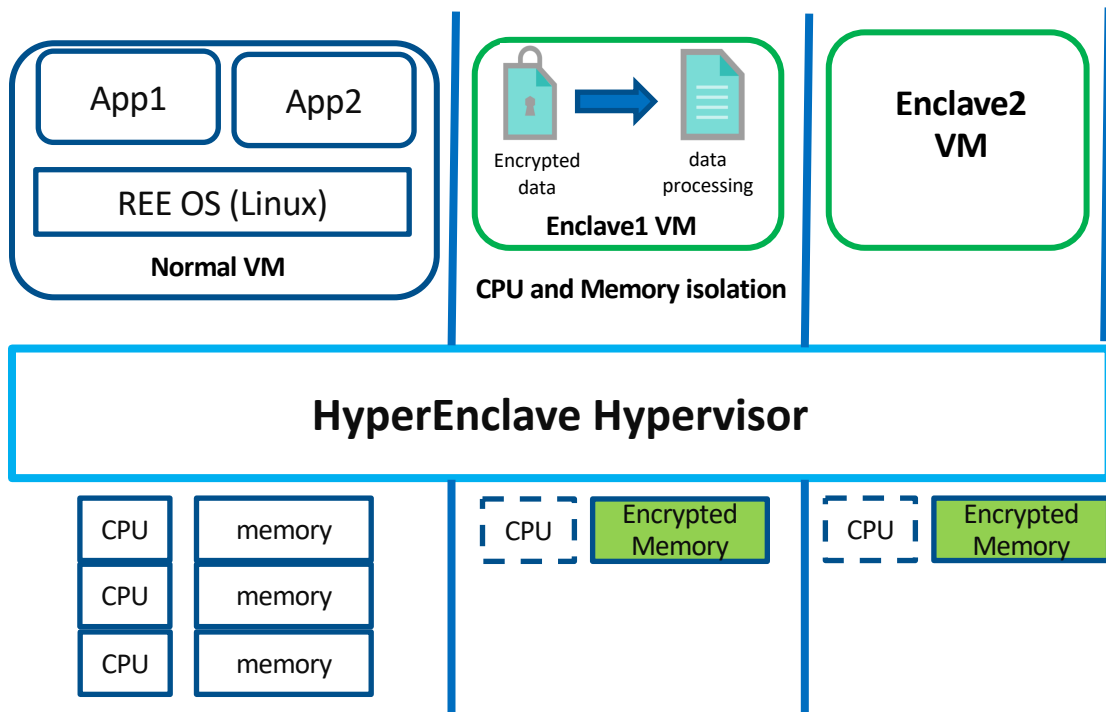 App1
App2
REE OS (Linux)
Normal VM
Encrypted
data
data
processing
Enclave1 VM
CPU and Memory isolation
Enclave2
VM
HyperEnclave Hypervisor
CPU
memory
CPU
memory
CPU
memory
CPU
Encrypted
Memory
CPU
Encrypted
Memory